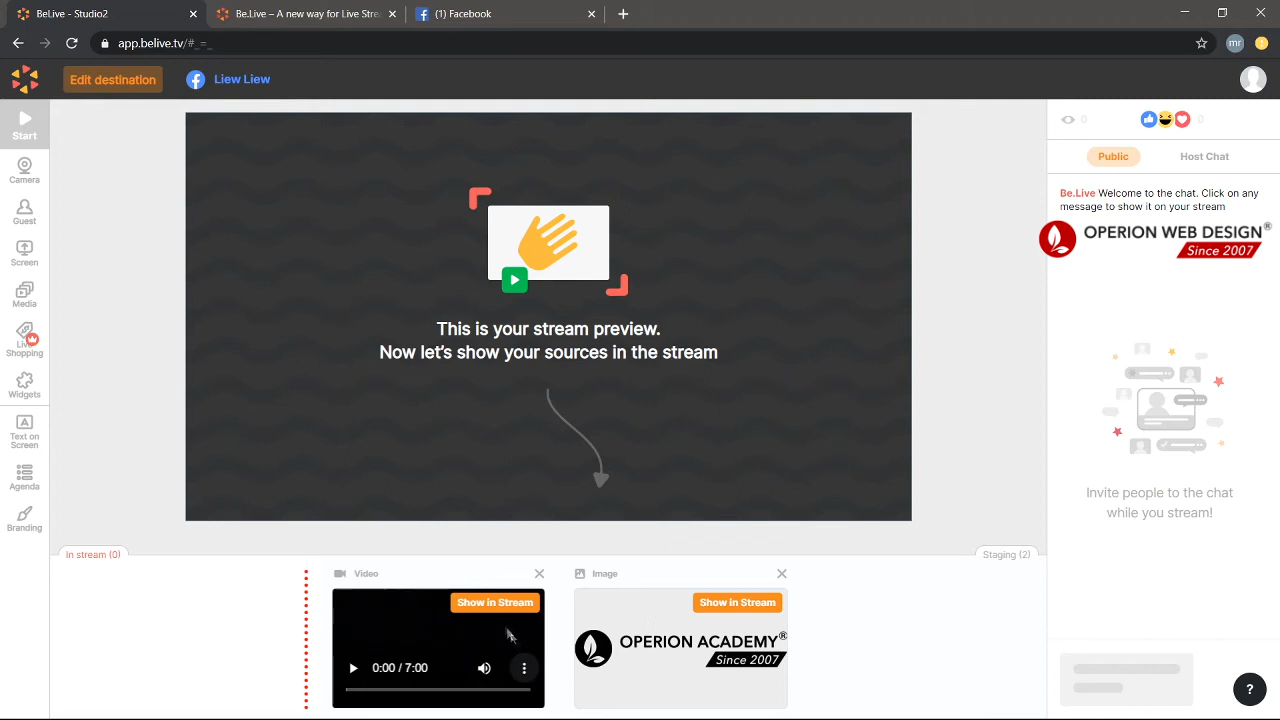 Be.Live - Studio2
Be.Live – A new way for Live Stre
(1) Facebook
app.belive.tv/#_=_
mr
Edit destination
Liew Liew
Start
Camera
Guest
Screen
Media
Live
Shopping
Widgets
Text on
Screen
Agenda
Branding
This is your stream preview.
Now let's show your sources in the stream
0
0
Public
Host Chat
Be.Live Welcome to the chat. Click on any
message to show it on your stream
OPERION WEB DESIGN®
Since 2007
Invite people to the chat
while you stream!
In stream (0)
Staging (2)
Video
Image
Show in Stream
Show in Stream
0:00 / 7:00
OPERION ACADEMY®
Since 2007
?